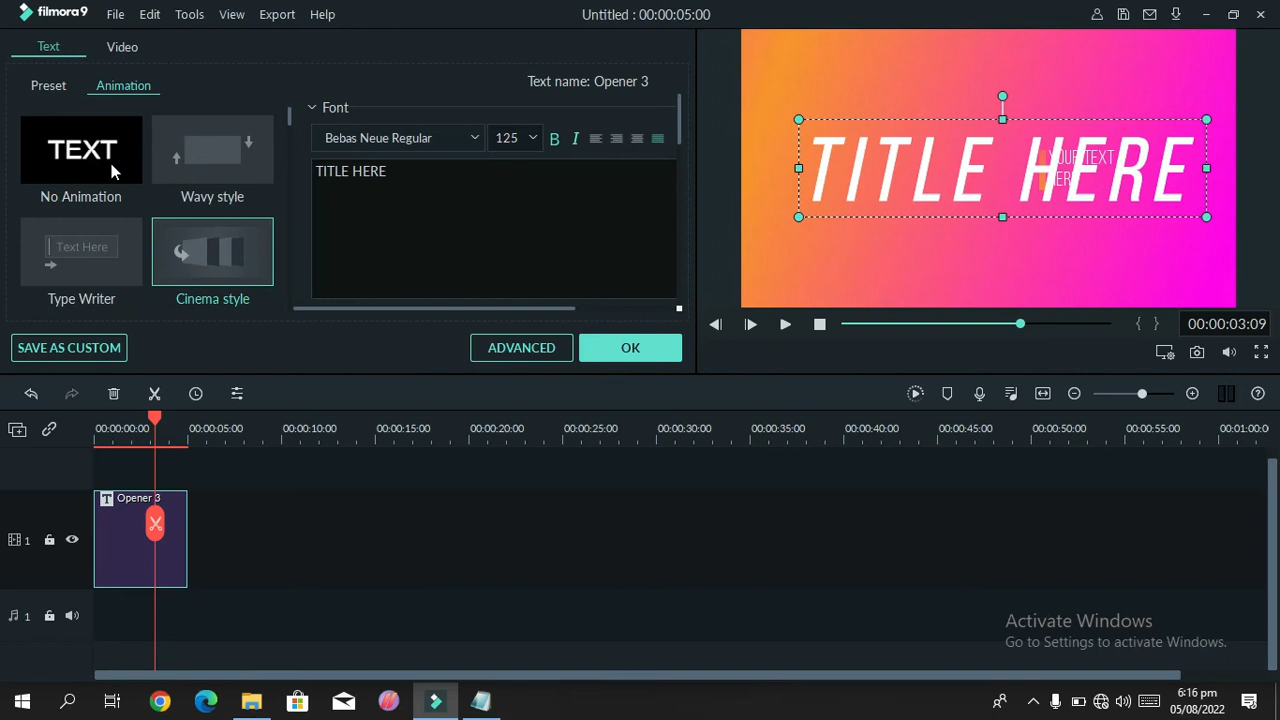 filmora9 File Edit Tools View Export Help Untitled : 00:00:05:00
Text Video
Preset Animation Text name: Opener 3
Font
TEXT Bebas Neue Regular 125 B I
TITLE HERE
No Animation Wavy style
Text Here
Type Writer Cinema style
SAVE AS CUSTOM ADVANCED OK
TITLE HERE
YOUR TEXT
HERE
{ } 00:00:03:09
00:00:00:00 00:00:05:00 00:00:10:00 00:00:15:00 00:00:20:00 00:00:25:00 00:00:30:00 00:00:35:00 00:00:40:00 00:00:45:00 00:00:50:00 00:00:55:00 00:01:00:0
T Opener 3
1
1
Activate Windows
Go to Settings to activate Windows.
6:16 pm
05/08/2022